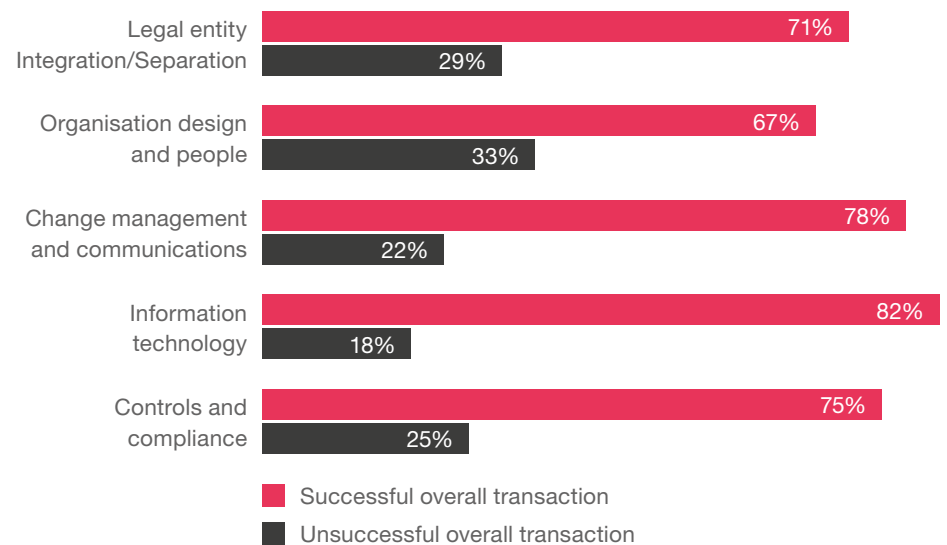 Legal entity
Integration/Separation
71%
29%
Organisation design
and people
67%
33%
Change management
and communications
78%
22%
Information
technology
82%
18%
Controls and
compliance
75%
25%
Successful overall transaction
Unsuccessful overall transaction